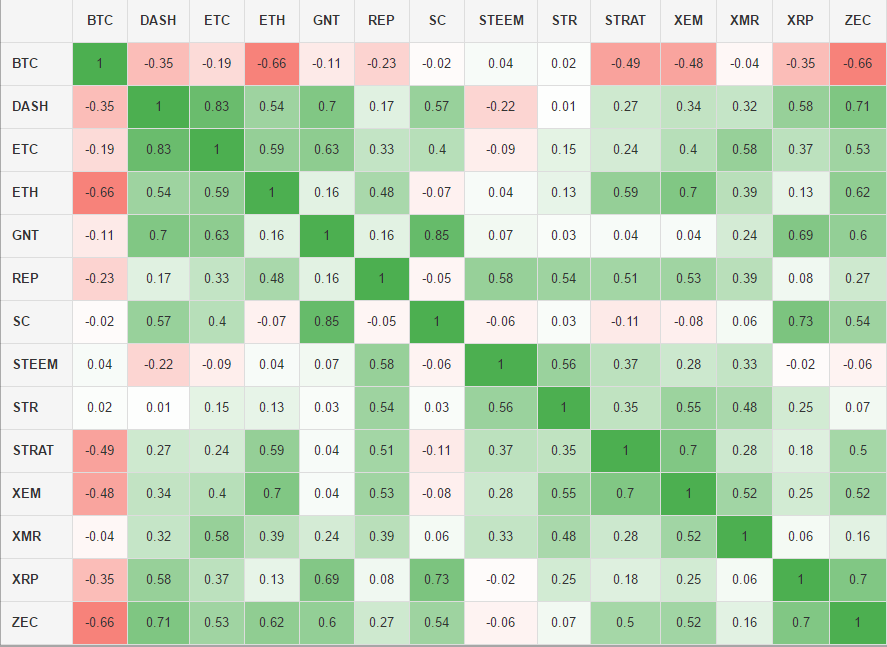 BTC DASH ETC ETH GNT REP SC STEEM STR STRAT XEM XMR XRP ZEC
BTC 1 -0.35 -0.19 -0.66 -0.11 -0.23 -0.02 0.04 0.02 -0.49 -0.48 -0.04 -0.35 -0.66
DASH -0.35 1 0.83 0.54 0.7 0.17 0.57 -0.22 0.01 0.27 0.34 0.32 0.58 0.71
ETC -0.19 0.83 1 0.59 0.63 0.33 0.4 -0.09 0.15 0.24 0.4 0.58 0.37 0.53
ETH -0.66 0.54 0.59 1 0.16 0.48 -0.07 0.04 0.13 0.59 0.7 0.39 0.13 0.62
GNT -0.11 0.7 0.63 0.16 1 0.16 0.85 0.07 0.03 0.04 0.04 0.24 0.69 0.6
REP -0.23 0.17 0.33 0.48 0.16 1 -0.05 0.58 0.54 0.51 0.53 0.39 0.08 0.27
SC -0.02 0.57 0.4 -0.07 0.85 -0.05 1 -0.06 0.03 -0.11 -0.08 0.06 0.73 0.54
STEEM 0.04 -0.22 -0.09 0.04 0.07 0.58 -0.06 1 0.56 0.37 0.28 0.33 -0.02 -0.06
STR 0.02 0.01 0.15 0.13 0.03 0.54 0.03 0.56 1 0.35 0.55 0.48 0.25 0.07
STRAT -0.49 0.27 0.24 0.59 0.04 0.51 -0.11 0.37 0.35 1 0.7 0.28 0.18 0.5
XEM -0.48 0.34 0.4 0.7 0.04 0.53 -0.08 0.28 0.55 0.7 1 0.52 0.25 0.52
XMR -0.04 0.32 0.58 0.39 0.24 0.39 0.06 0.33 0.48 0.28 0.52 1 0.06 0.16
XRP -0.35 0.58 0.37 0.13 0.69 0.08 0.73 -0.02 0.25 0.18 0.25 0.06 1 0.7
ZEC -0.66 0.71 0.53 0.62 0.6 0.27 0.54 -0.06 0.07 0.5 0.52 0.16 0.7 1